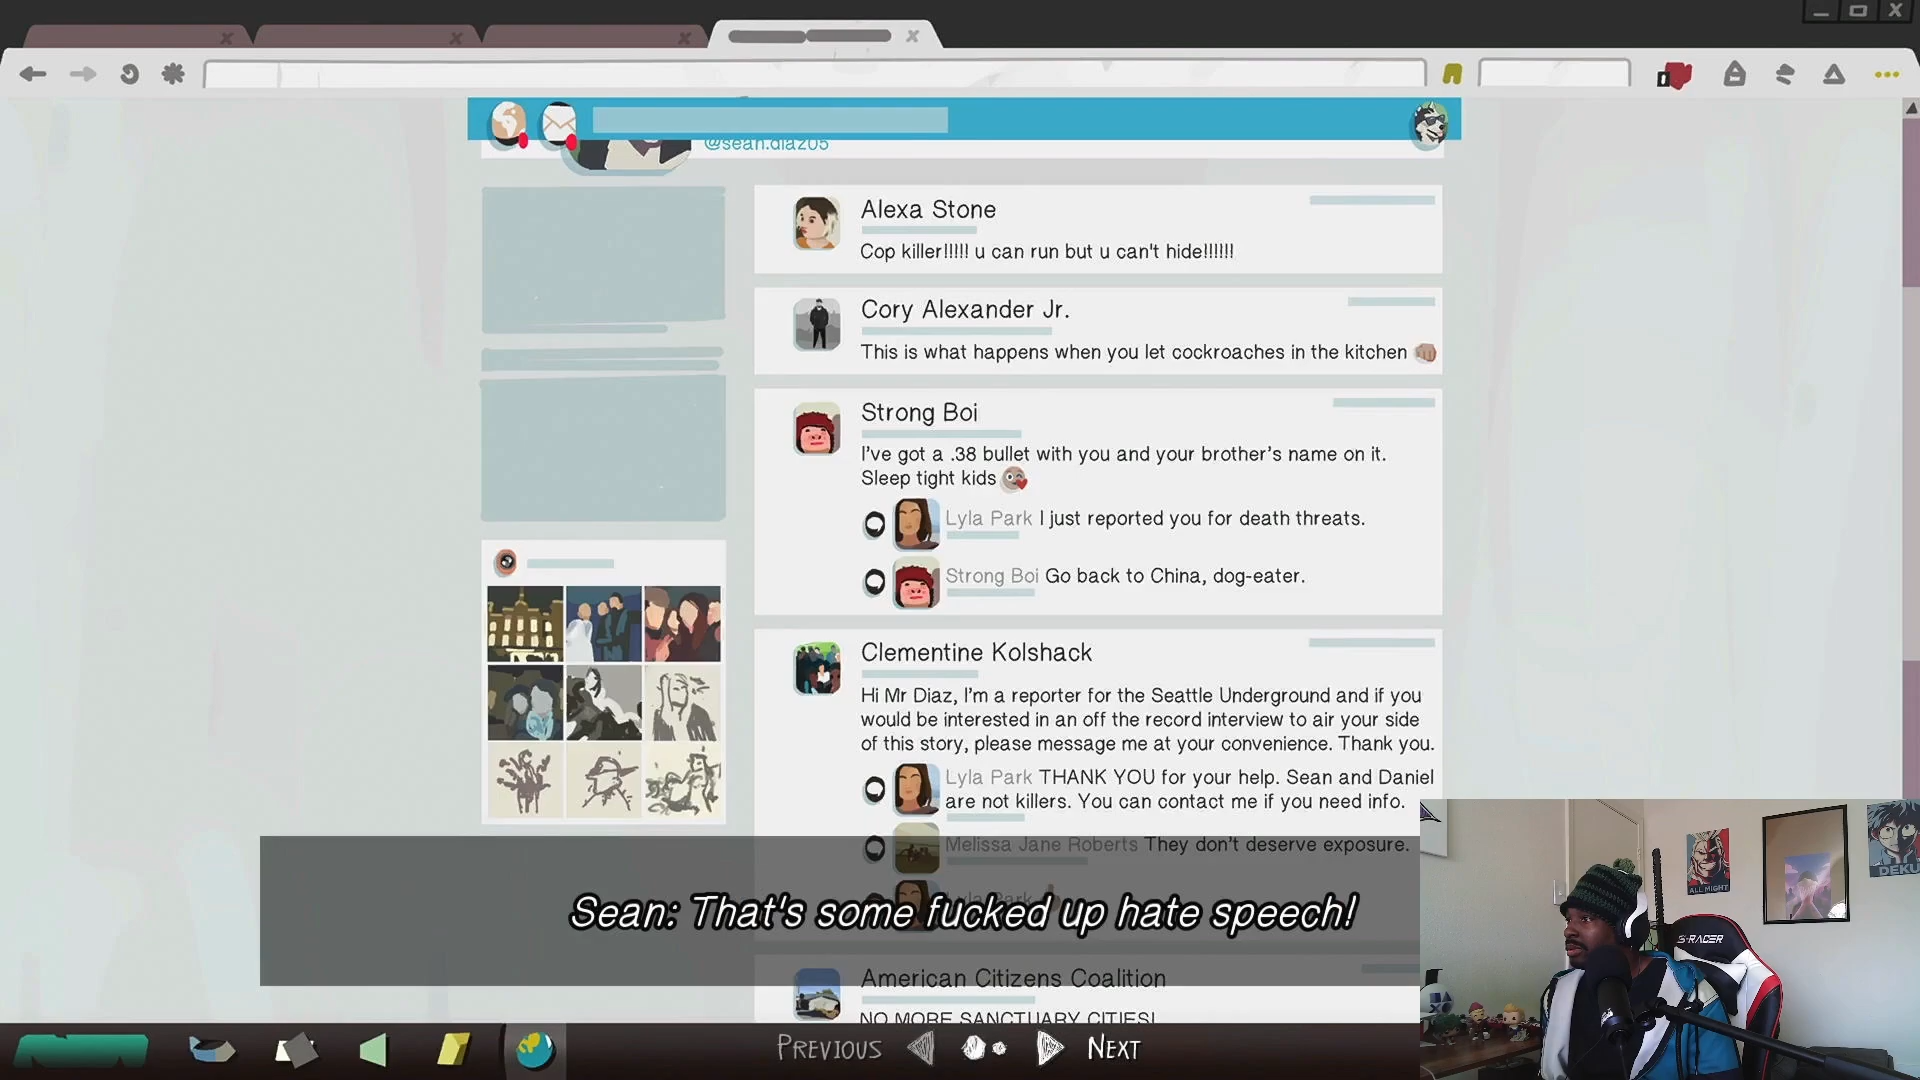 @sean.diaz05
Alexa Stone
Cop killer!!!!! u can run but u can't hide!!!!!!
Cory Alexander Jr.
This is what happens when you let cockroaches in the kitchen
Strong Boi
I've got a .38 bullet with you and your brother's name on it.
Sleep tight kids
Lyla Park I just reported you for death threats.
Strong Boi Go back to China, dog-eater.
Clementine Kolshack
Hi Mr Diaz, I'm a reporter for the Seattle Underground and if you
would be interested in an off the record interview to air your side
of this story, please message me at your convenience. Thank you.
Lyla Park THANK YOU for your help. Sean and Daniel
are not killers. You can contact me if you need info.
Melissa Jane Roberts They don't deserve exposure.
Lyla Park
Sean: That's some fucked up hate speech!
American Citizens Coalition
NO MORE SANCTUARY CITIES!
PREVIOUS
NEXT
ALL MIGHT
DEKU
S-RACER